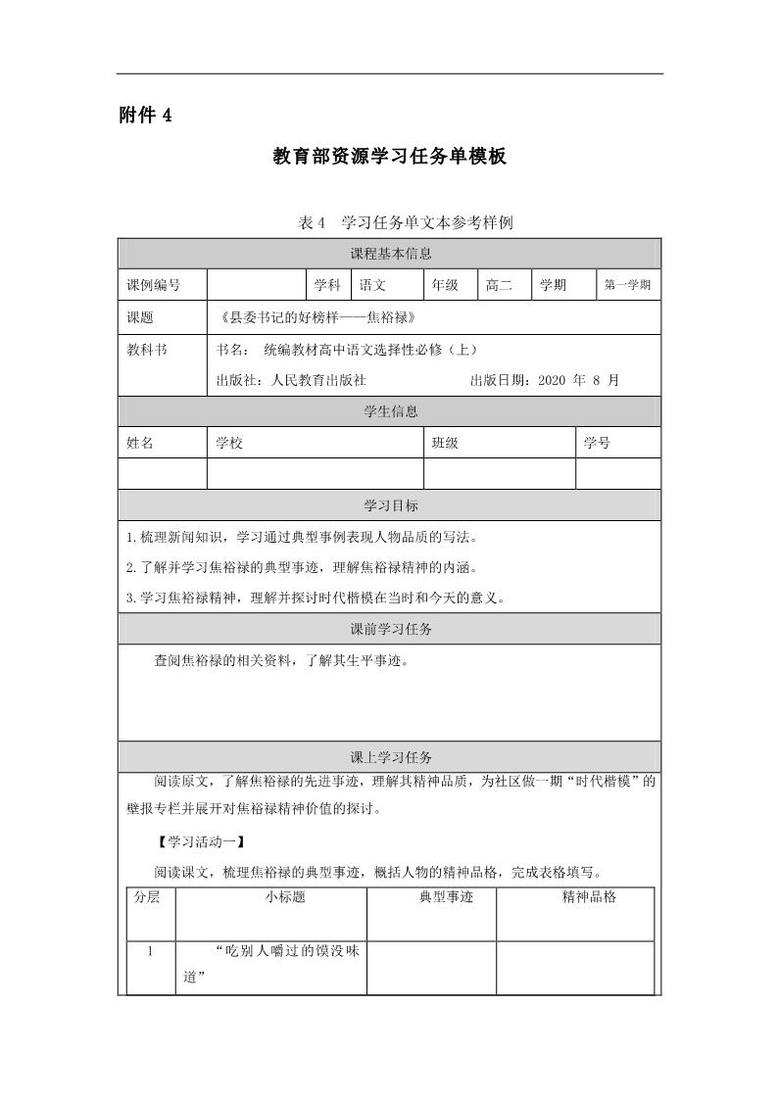 附件 4
教育部资源学习任务单模板
表 4 学习任务单文本参考样例
课程基本信息
课例编号 学科 语文 年级 高二 学期 第一学期
课题 《县委书记的好榜样——焦裕禄》
教科书 书名： 统编教材高中语文选择性必修（上）
出版社：人民教育出版社 出版日期：2020 年 8 月
学生信息
姓名 学校 班级 学号
学习目标
1.梳理新闻知识，学习通过典型事例表现人物品质的写法。
2.了解并学习焦裕禄的典型事迹，理解焦裕禄精神的内涵。
3.学习焦裕禄精神，理解并探讨时代楷模在当时和今天的意义。
课前学习任务
查阅焦裕禄的相关资料，了解其生平事迹。
课上学习任务
阅读原文，了解焦裕禄的先进事迹，理解其精神品质，为社区做一期“时代楷模”的
壁报专栏并展开对焦裕禄精神价值的探讨。
【学习活动一】
阅读课文，梳理焦裕禄的典型事迹，概括人物的精神品格，完成表格填写。
分层 小标题 典型事迹 精神品格
1 “吃别人嚼过的馍没味
道”